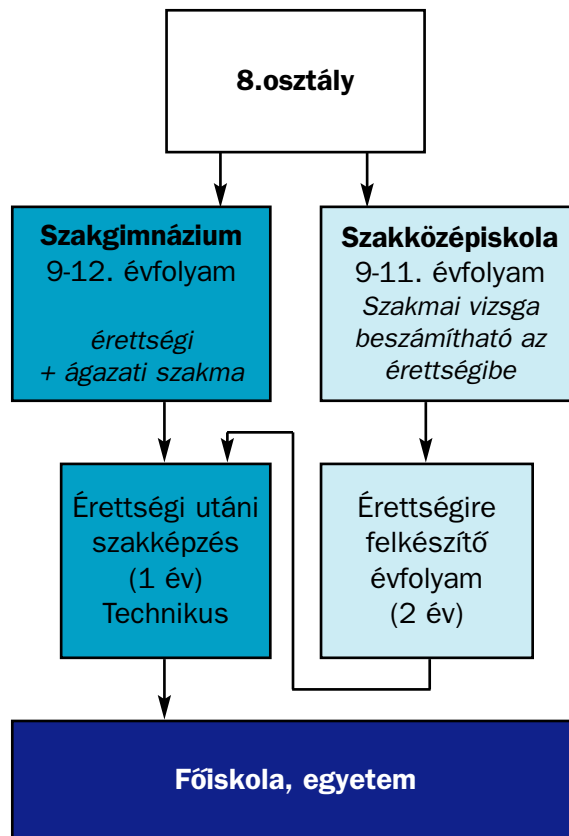 8.osztály
Szakgimnázium
9-12. évfolyam
érettségi
+ ágazati szakma
Szakközépiskola
9-11. évfolyam
Szakmai vizsga
beszámítható az
érettségibe
Érettségi utáni
szakképzés
(1 év)
Technikus
Érettségire
felkészítő
évfolyam
(2 év)
Főiskola, egyetem